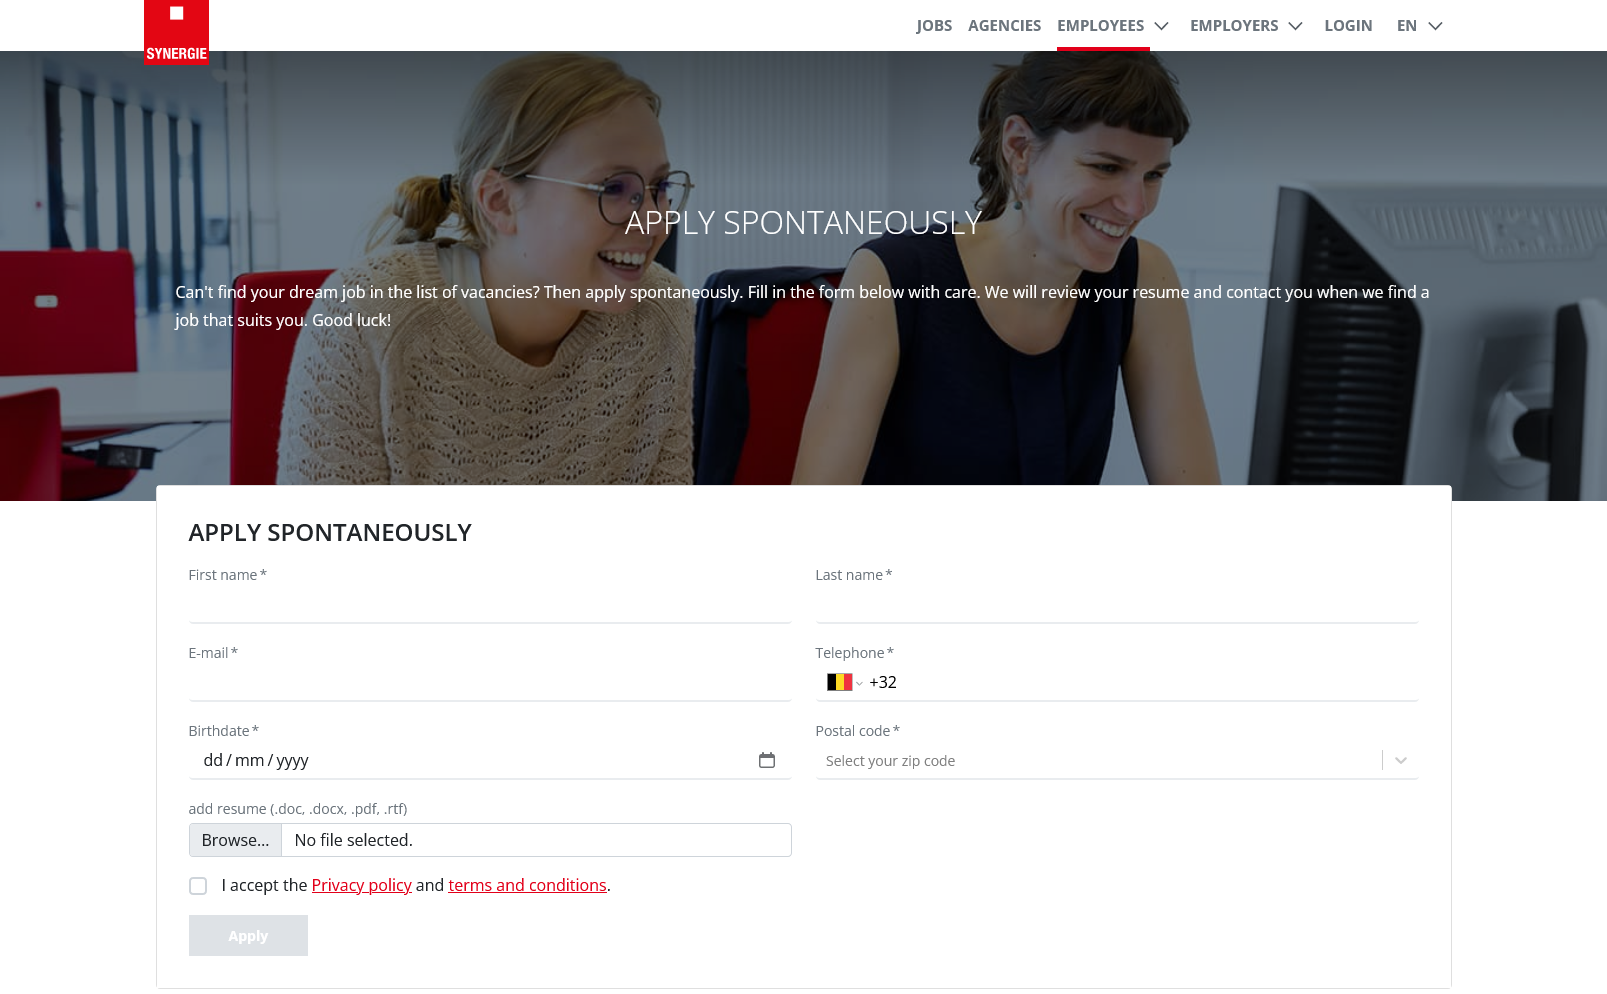 SYNERGIE
JOBS AGENCIES EMPLOYEES EMPLOYERS LOGIN EN
APPLY SPONTANEOUSLY
Can't find your dream job in the list of vacancies? Then apply spontaneously. Fill in the form below with care. We will review your resume and contact you when we find a
job that suits you. Good luck!
APPLY SPONTANEOUSLY
First name *
Last name *
E-mail *
Telephone *
+32
Birthdate *
dd / mm / yyyy
Postal code *
Select your zip code
add resume (.doc, .docx, .pdf, .rtf)
Browse... No file selected.
I accept the Privacy policy and terms and conditions.
Apply